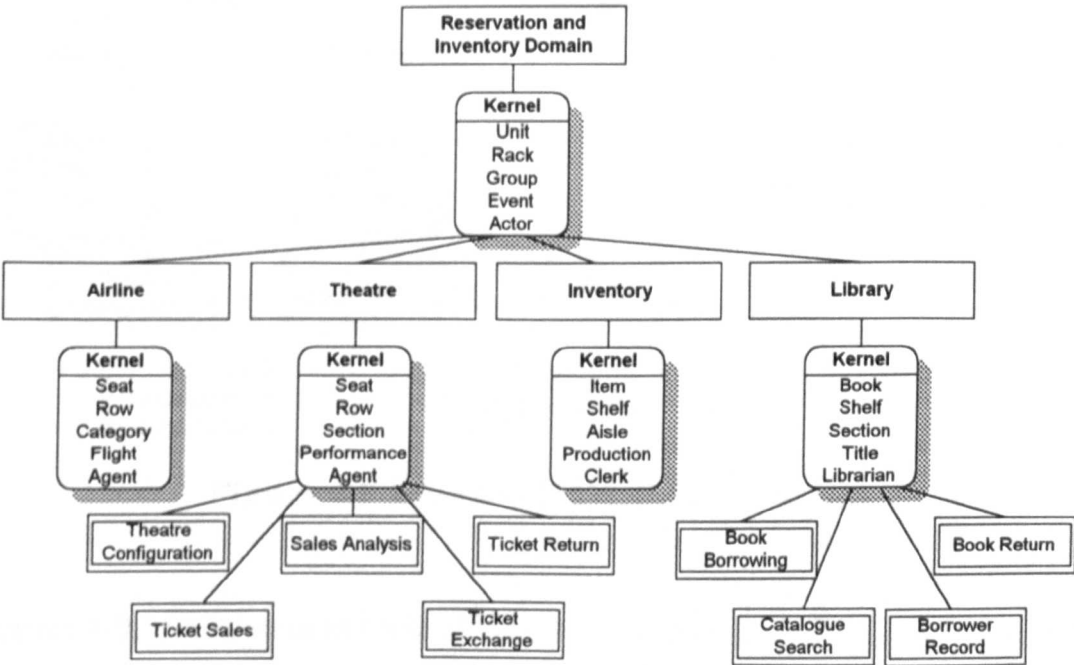 Reservation and
Inventory Domain
Kernel
Unit
Rack
Group
Event
Actor
Airline
Theatre
Inventory
Library
Kernel
Seat
Row
Category
Flight
Agent
Kernel
Seat
Row
Section
Performance
Agent
Kernel
Item
Shelf
Aisle
Production
Clerk
Kernel
Book
Shelf
Section
Title
Librarian
Theatre
Configuration
Sales Analysis
Ticket Return
Book
Borrowing
Book Return
Ticket Sales
Ticket
Exchange
Catalogue
Search
Borrower
Record